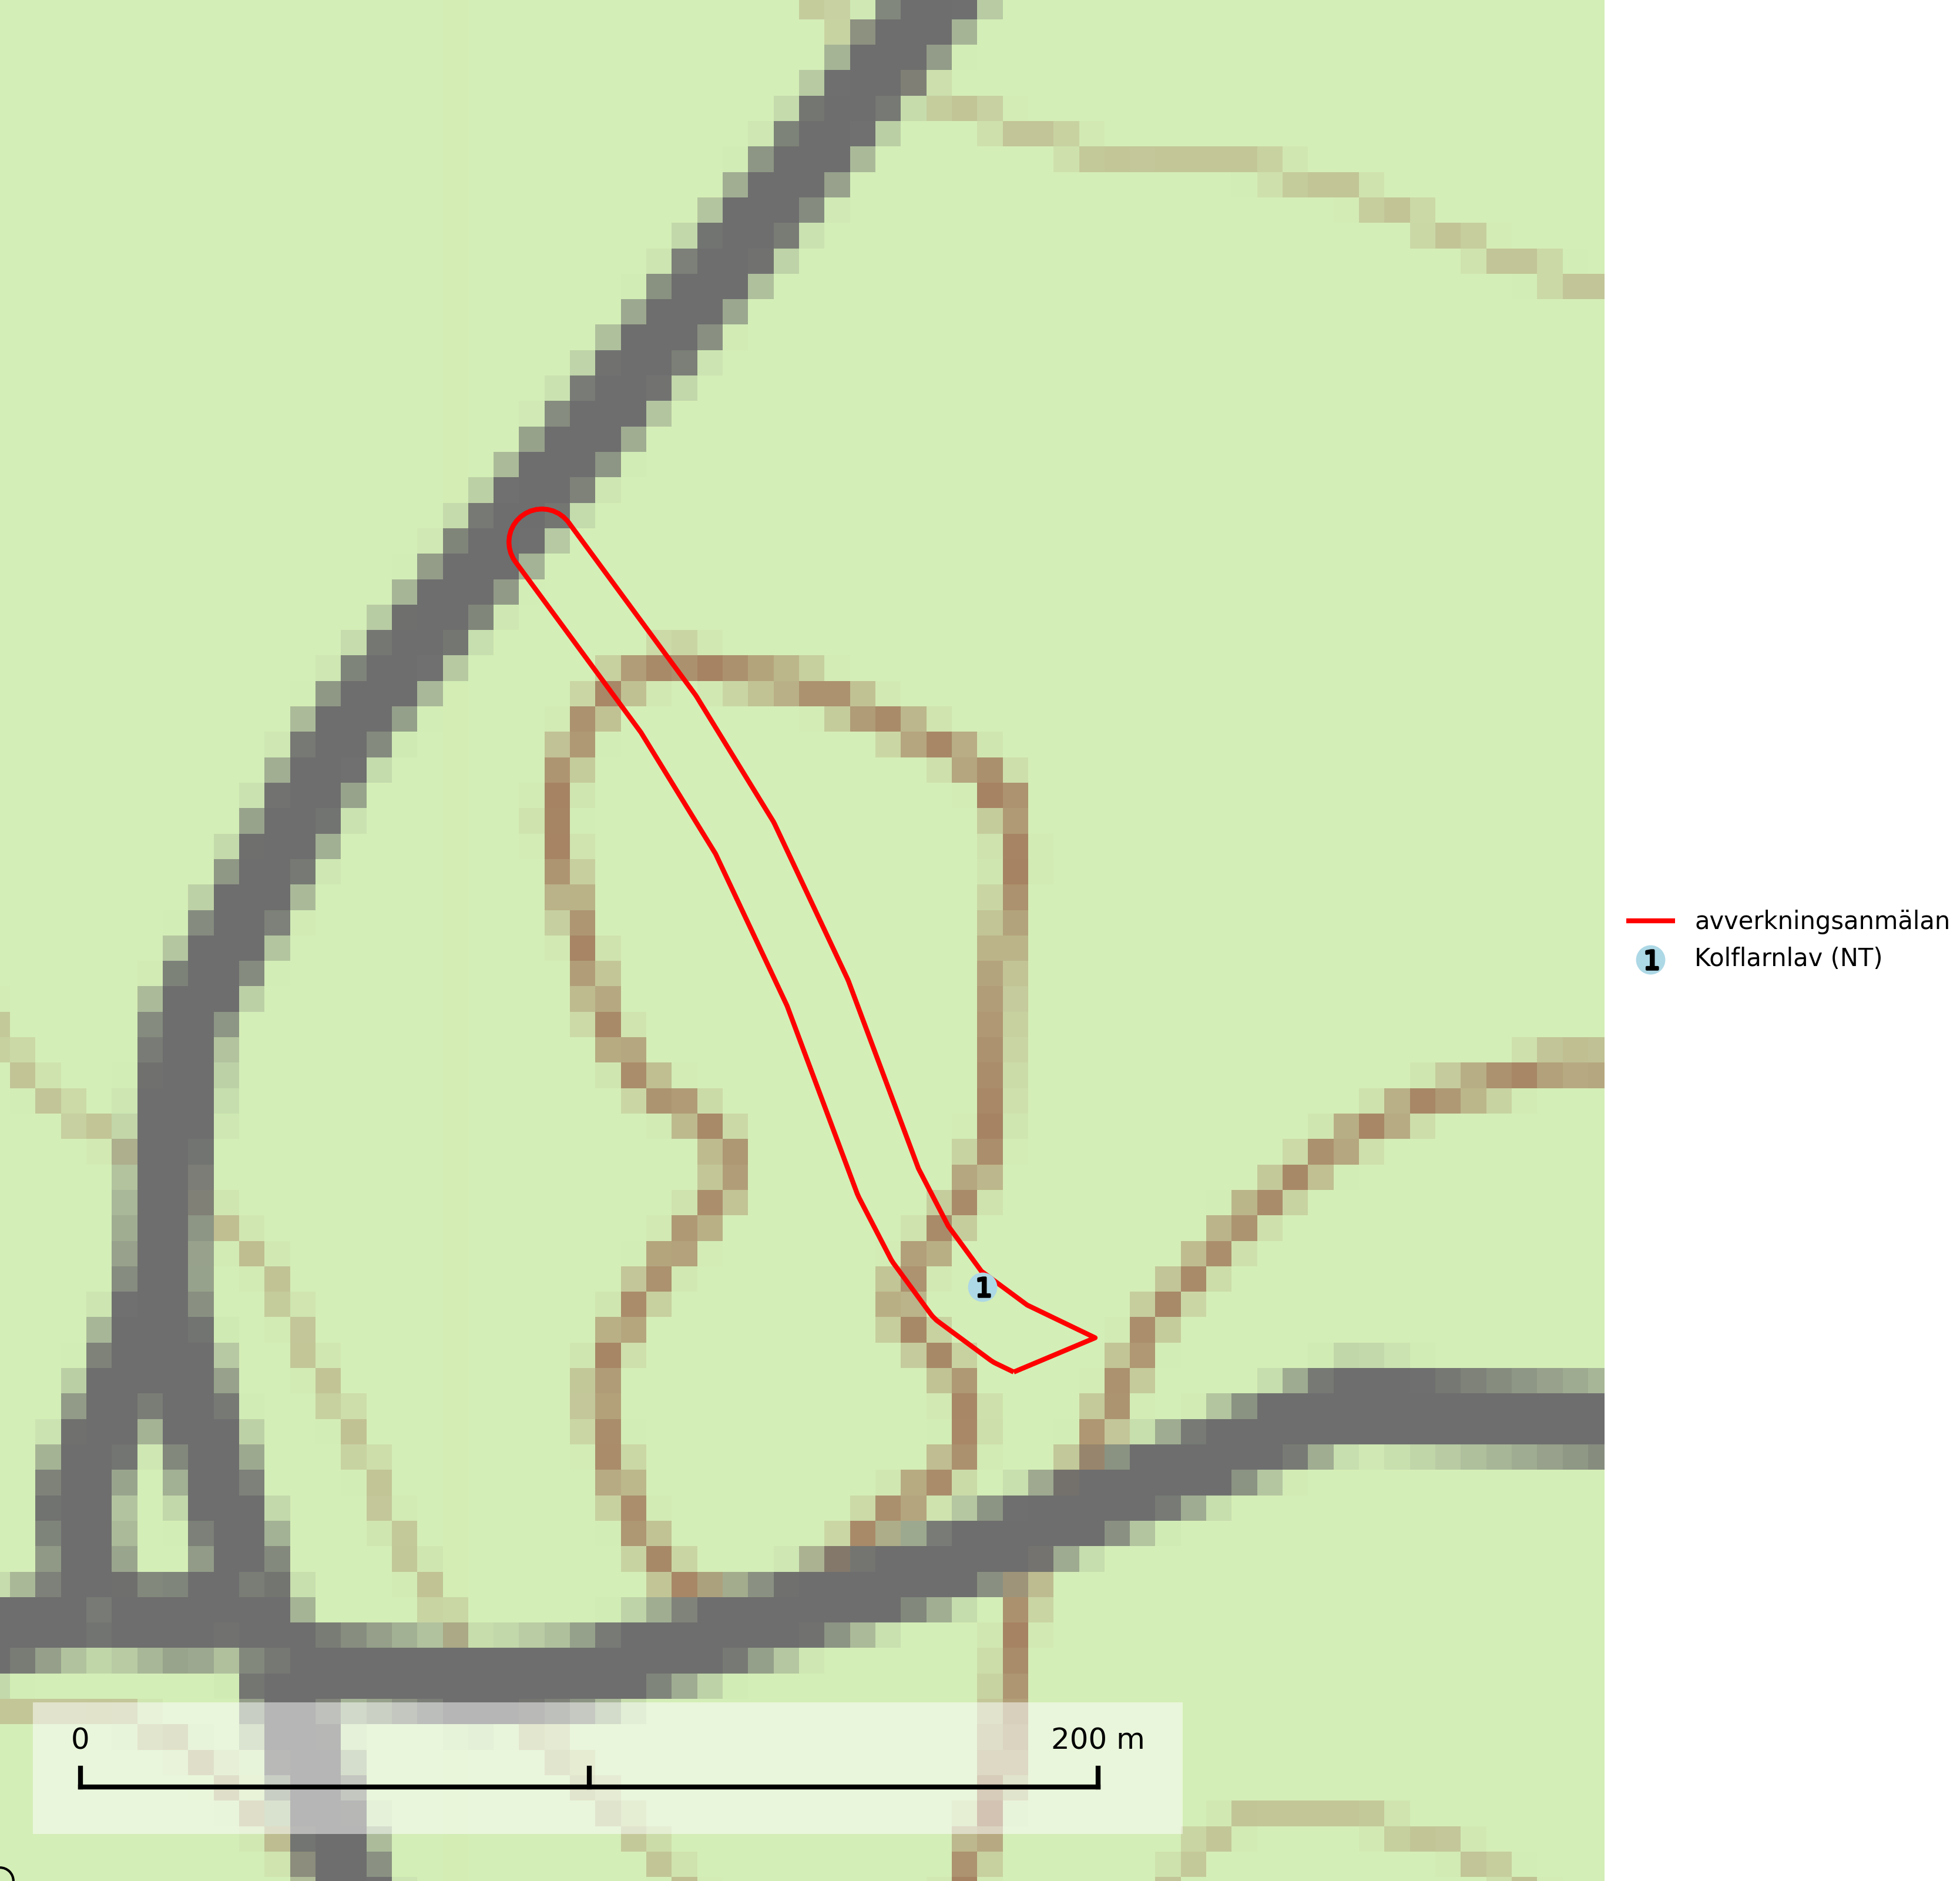 1
avverkningsanmälan
1 Kolflarnlav (NT)
0 200 m